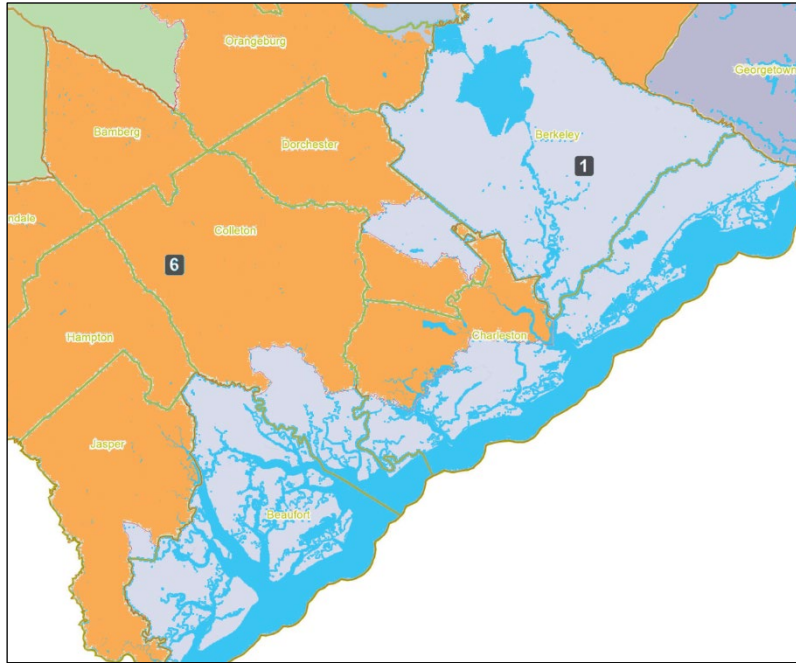 Orangeburg
Georgetown
Bamberg
Dorchester
Berkeley
1
ndale
Colleton
6
Hampton
Charleston
Jasper
Beaufort